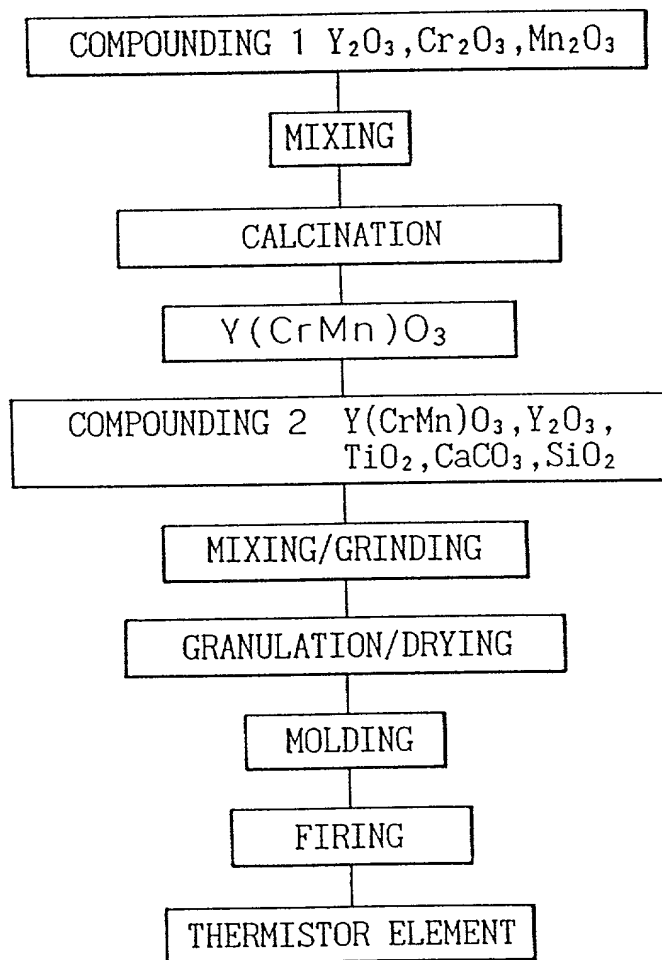 COMPOUNDING 1 Y₂O₃,Cr₂O₃,Mn₂O₃
MIXING
CALCINATION
Y(CrMn)O₃
COMPOUNDING 2 Y(CrMn)O₃,Y₂O₃,
TiO₂,CaCO₃,SiO₂
MIXING/GRINDING
GRANULATION/DRYING
MOLDING
FIRING
THERMISTOR ELEMENT